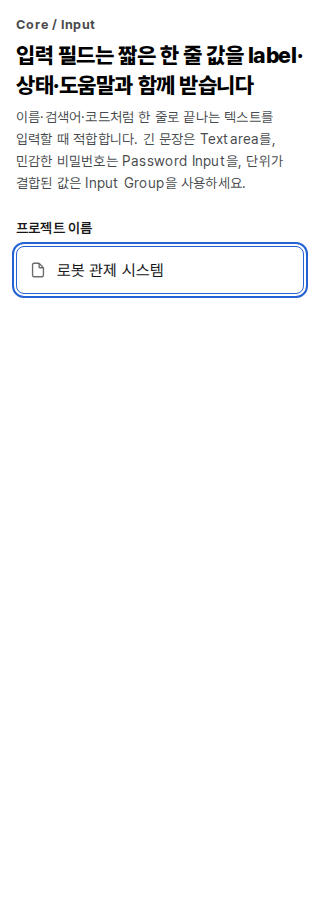 Core / Input
입력 필드는 짧은 한 줄 값을 label·
상태·도움말과 함께 받습니다
이름·검색어·코드처럼 한 줄로 끝나는 텍스트를
입력할 때 적합합니다. 긴 문장은 Textarea를,
민감한 비밀번호는 Password Input을, 단위가
결합된 값은 Input Group을 사용하세요.
프로젝트 이름
로봇 관제 시스템